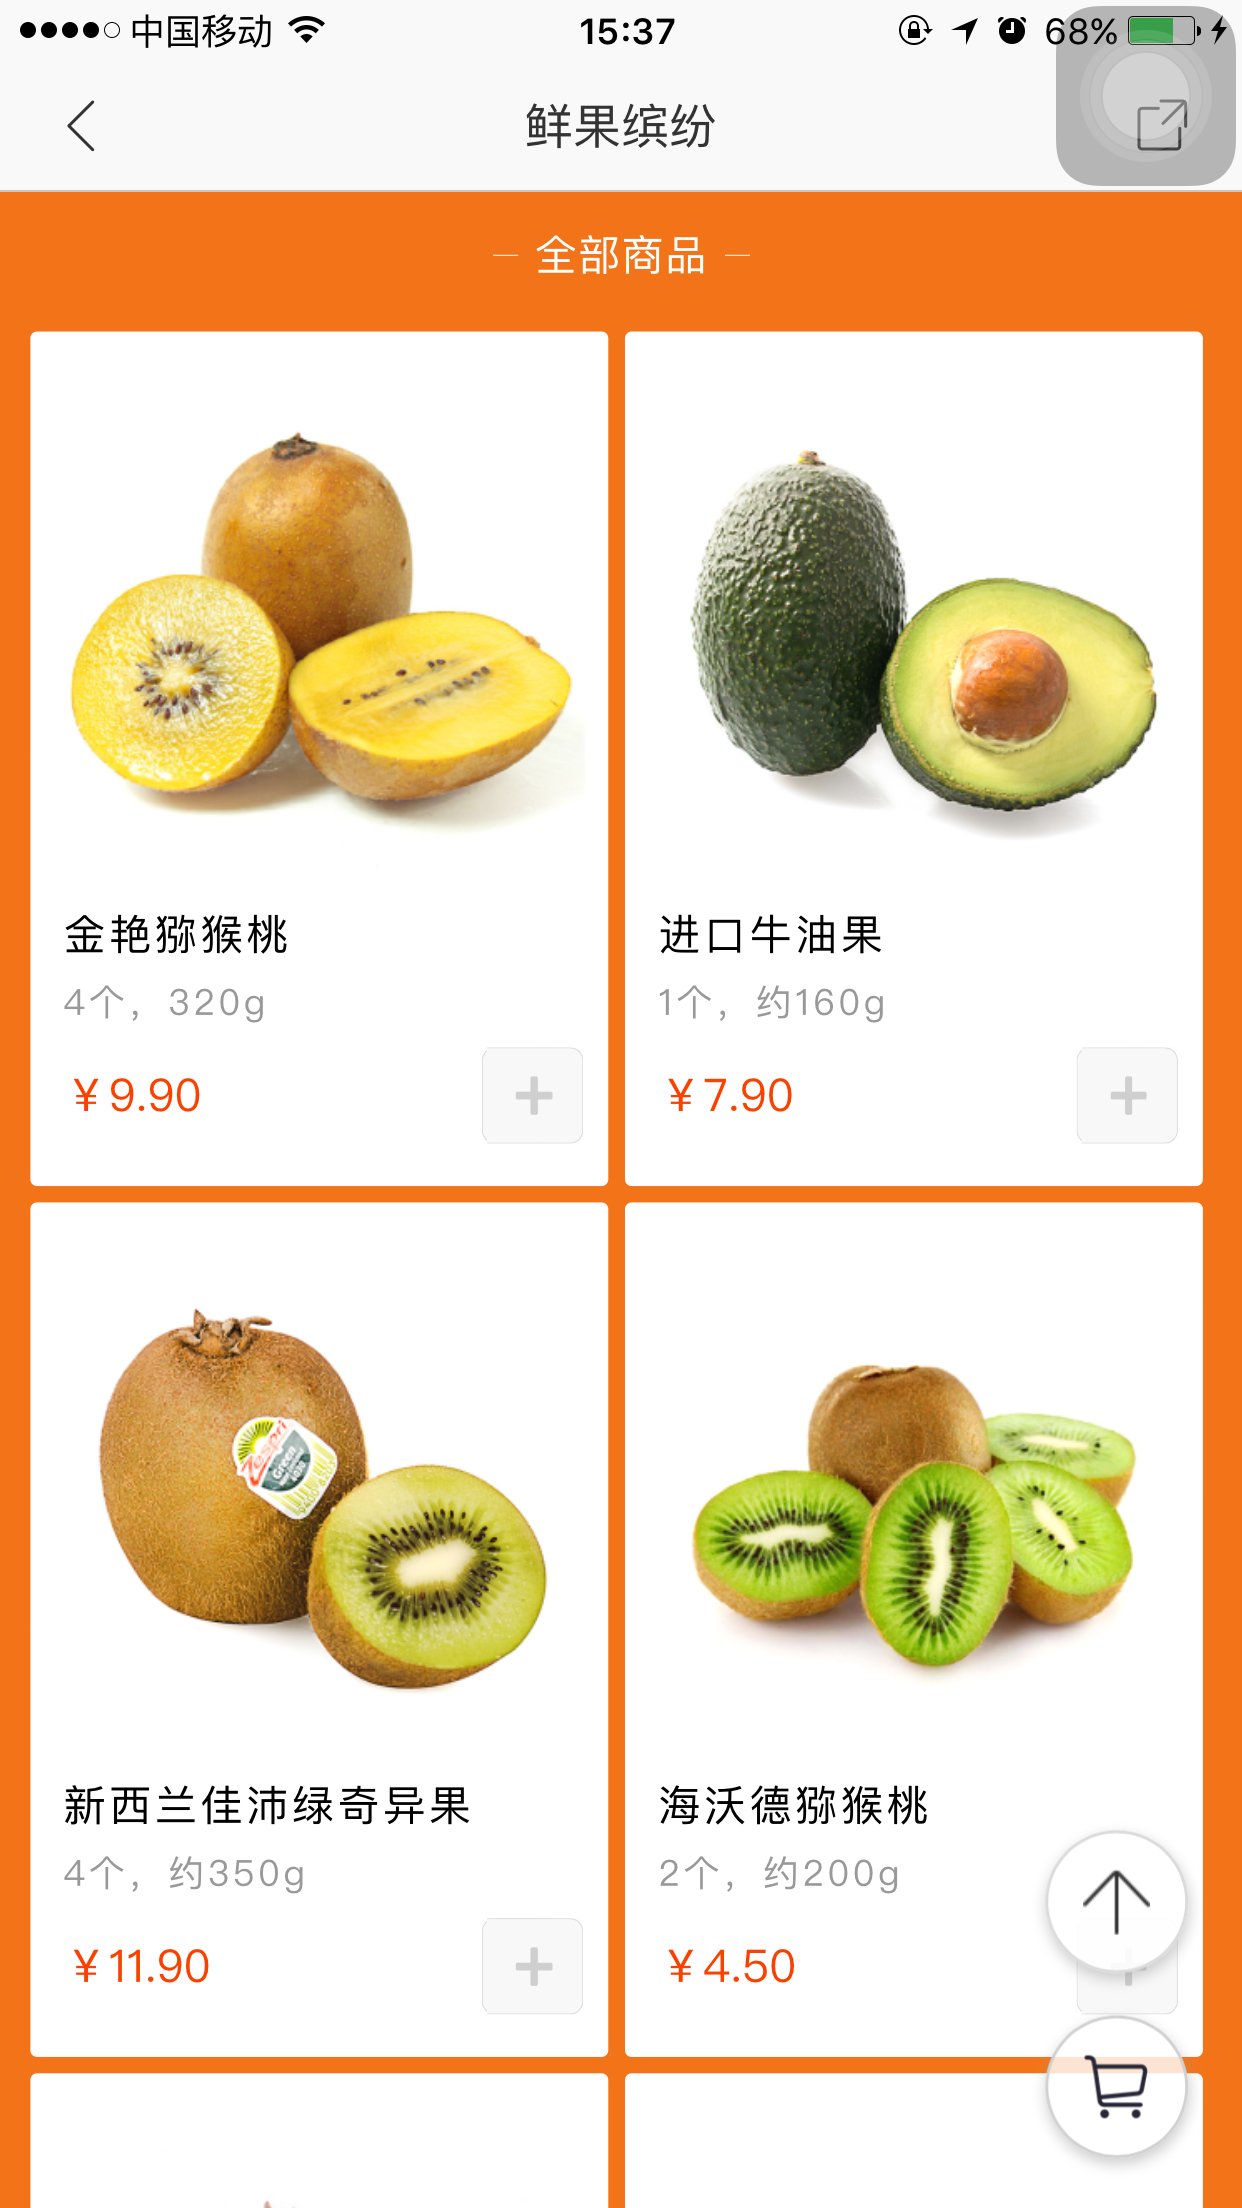 中国移动 15:37 68%
鲜果缤纷
全部商品
金艳猕猴桃
4个，320g
¥9.90
进口牛油果
1个，约160g
¥7.90
Zespri
Green
新西兰佳沛绿奇异果
4个，约350g
¥11.90
海沃德猕猴桃
2个，约200g
¥4.50